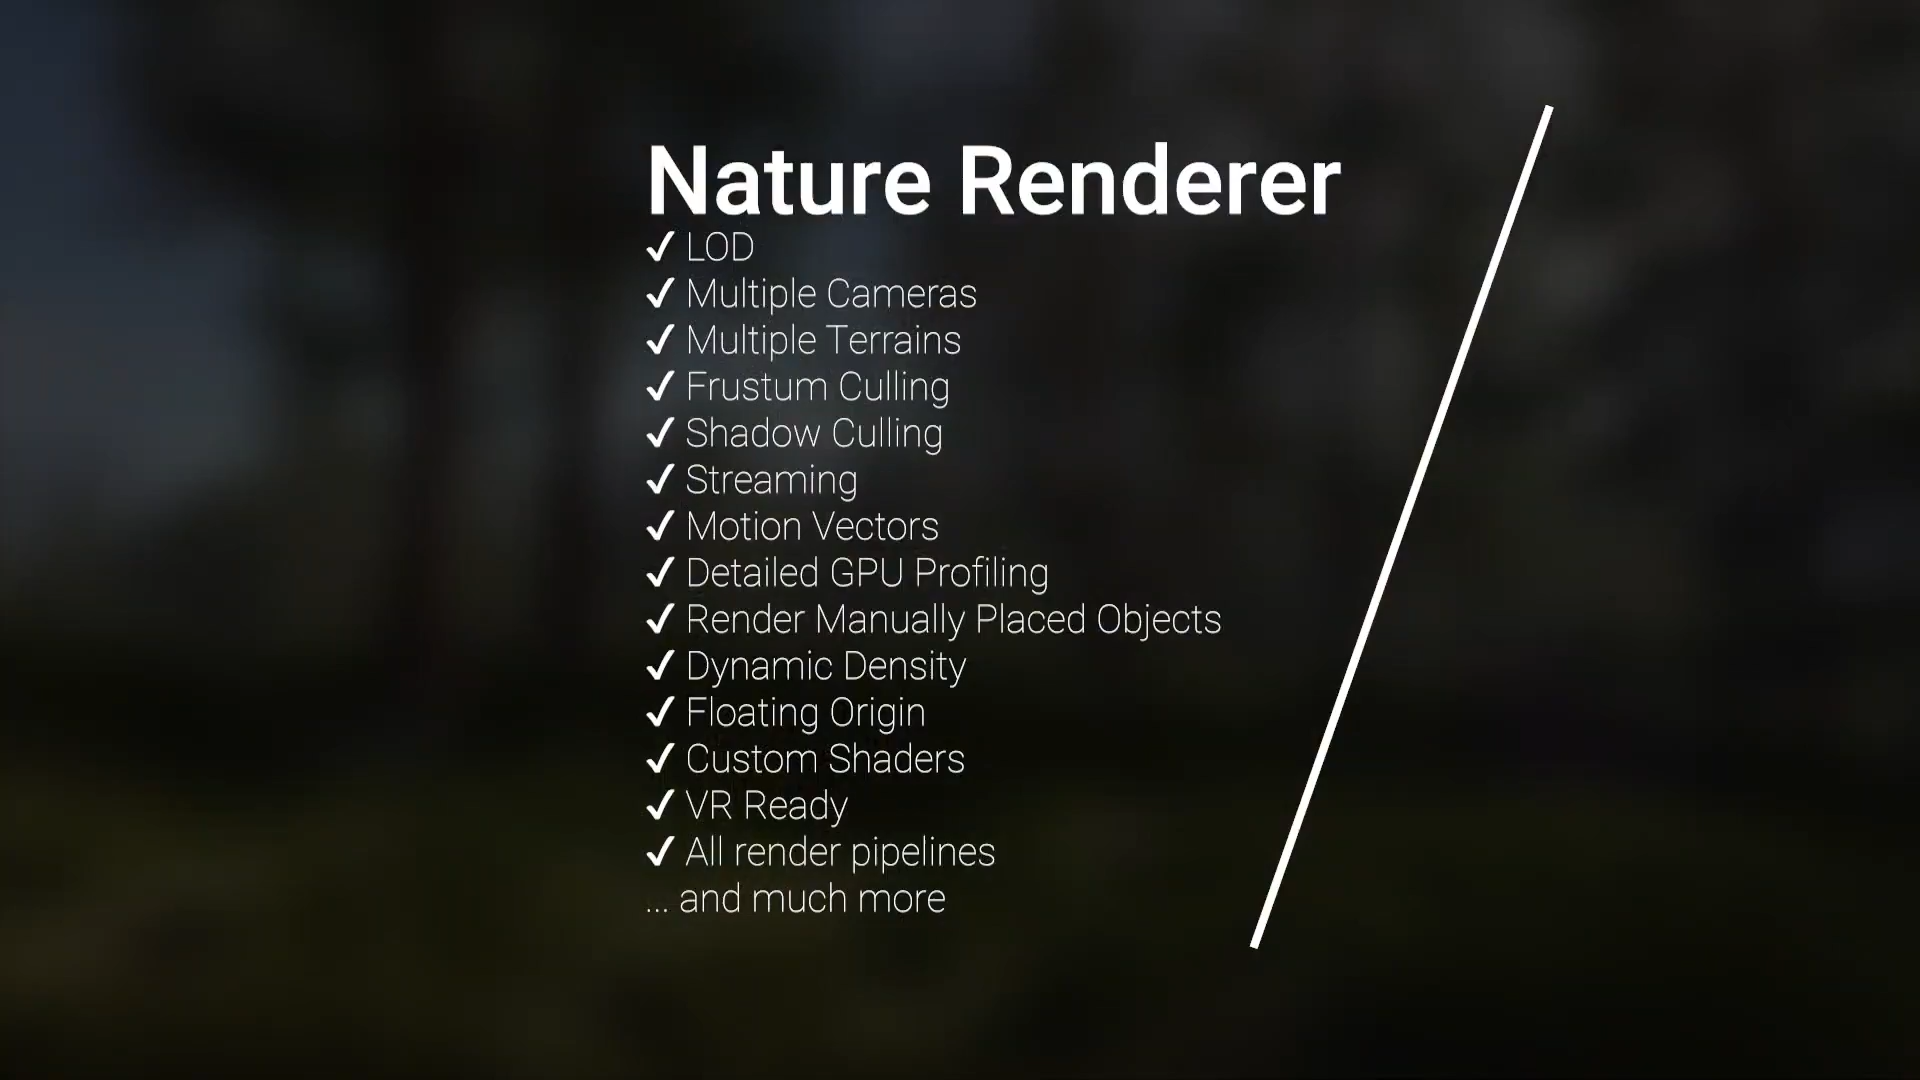 Nature Renderer
✓ LOD
✓ Multiple Cameras
✓ Multiple Terrains
✓ Frustum Culling
✓ Shadow Culling
✓ Streaming
✓ Motion Vectors
✓ Detailed GPU Profiling
✓ Render Manually Placed Objects
✓ Dynamic Density
✓ Floating Origin
✓ Custom Shaders
✓ VR Ready
✓ All render pipelines
... and much more